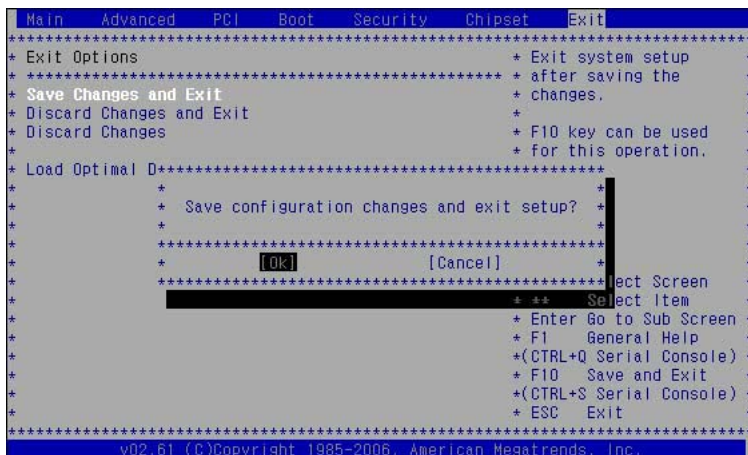 Main Advanced PCI Boot Security Chipset Exit
Exit Options
Save Changes and Exit
Discard Changes and Exit
Discard Changes
Load Optimal D
Exit system setup
after saving the
changes.
F10 key can be used
for this operation.
Save configuration changes and exit setup?
[Ok] [Cancel]
ect Screen
** Select Item
Enter Go to Sub Screen
F1 General Help
(CTRL+Q Serial Console)
F10 Save and Exit
(CTRL+S Serial Console)
ESC Exit
v02.61 (C)Copyright 1985-2006, American Megatrends, Inc.